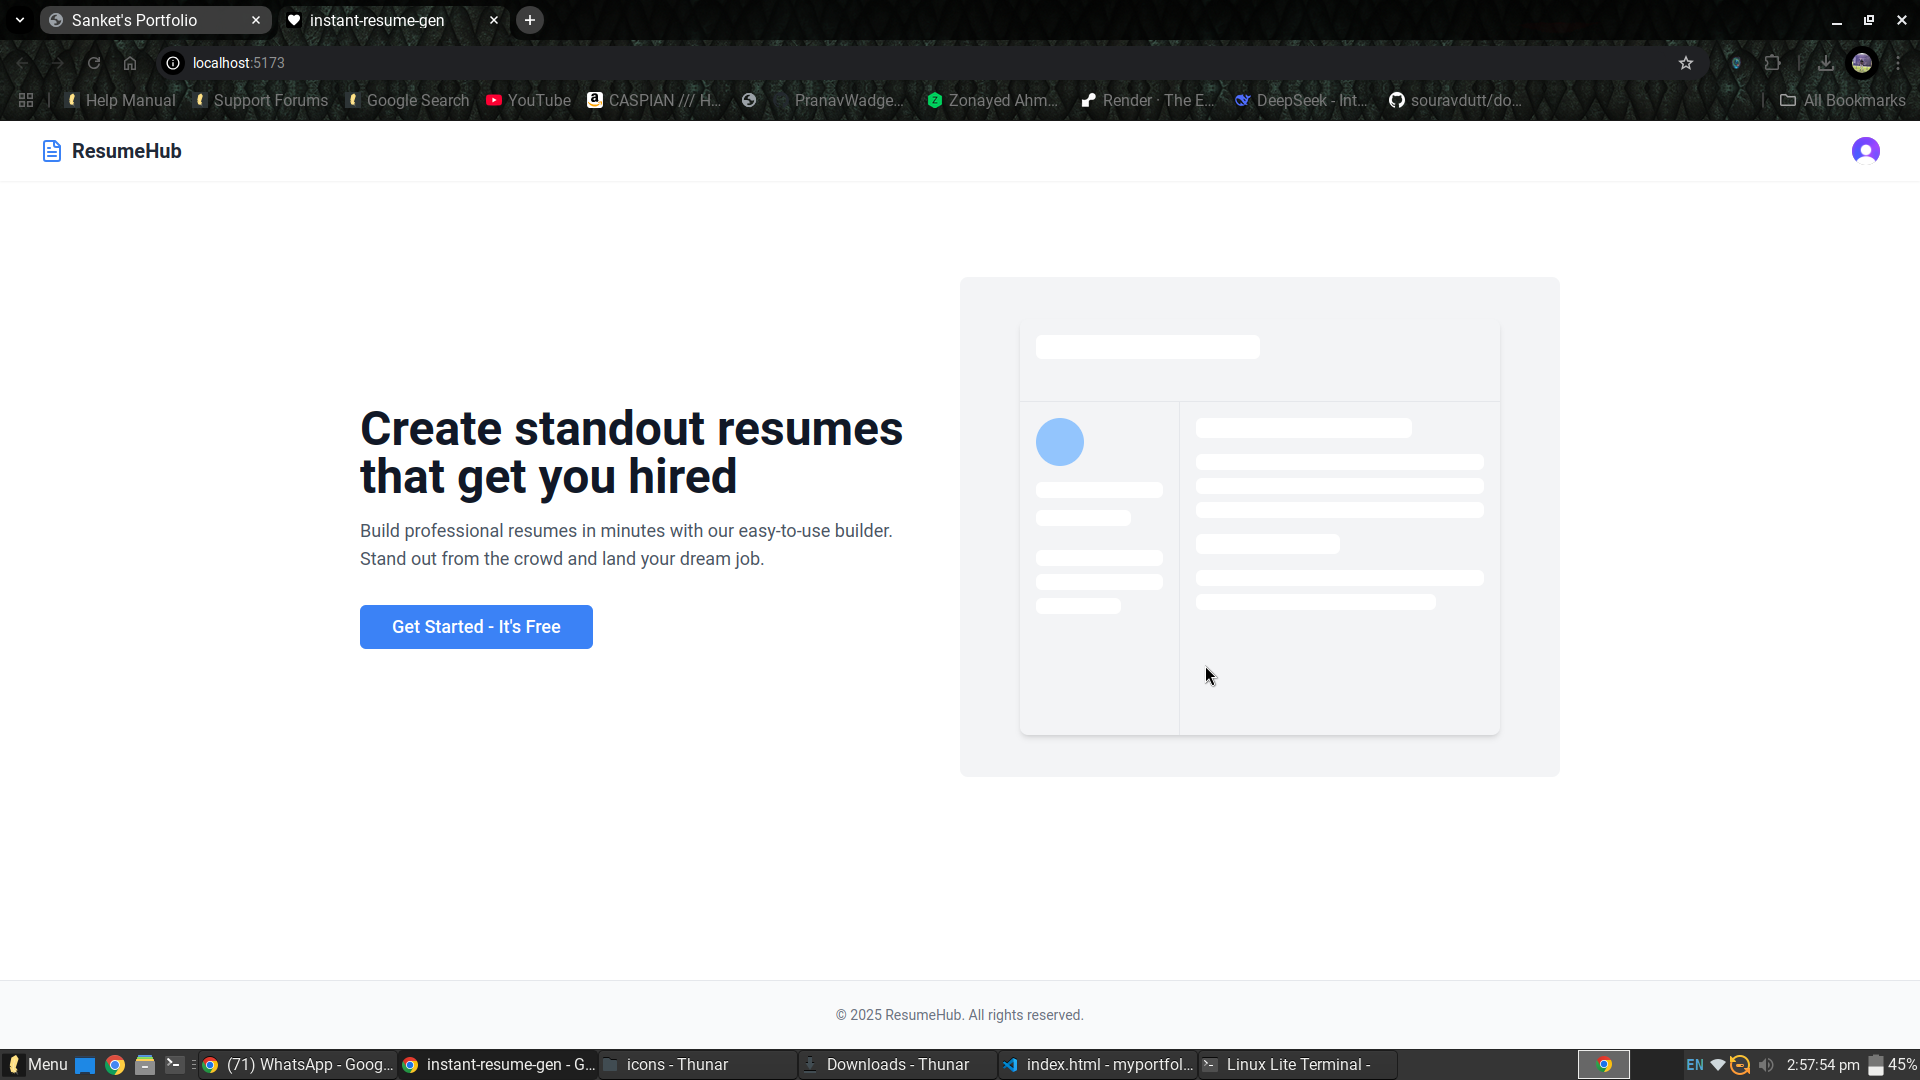 Sanket's Portfolio
instant-resume-gen
localhost:5173
Help Manual
Support Forums
Google Search
YouTube
CASPIAN /// H...
PranavWadge...
Zonayed Ahm...
Render · The E...
DeepSeek - Int...
souravdutt/do...
All Bookmarks
ResumeHub
Create standout resumes
that get you hired
Build professional resumes in minutes with our easy-to-use builder.
Stand out from the crowd and land your dream job.
Get Started - It's Free
© 2025 ResumeHub. All rights reserved.
Menu
(71) WhatsApp - Goog...
instant-resume-gen - G...
icons - Thunar
Downloads - Thunar
index.html - myportfol...
Linux Lite Terminal -
EN
2:57:54 pm
45%